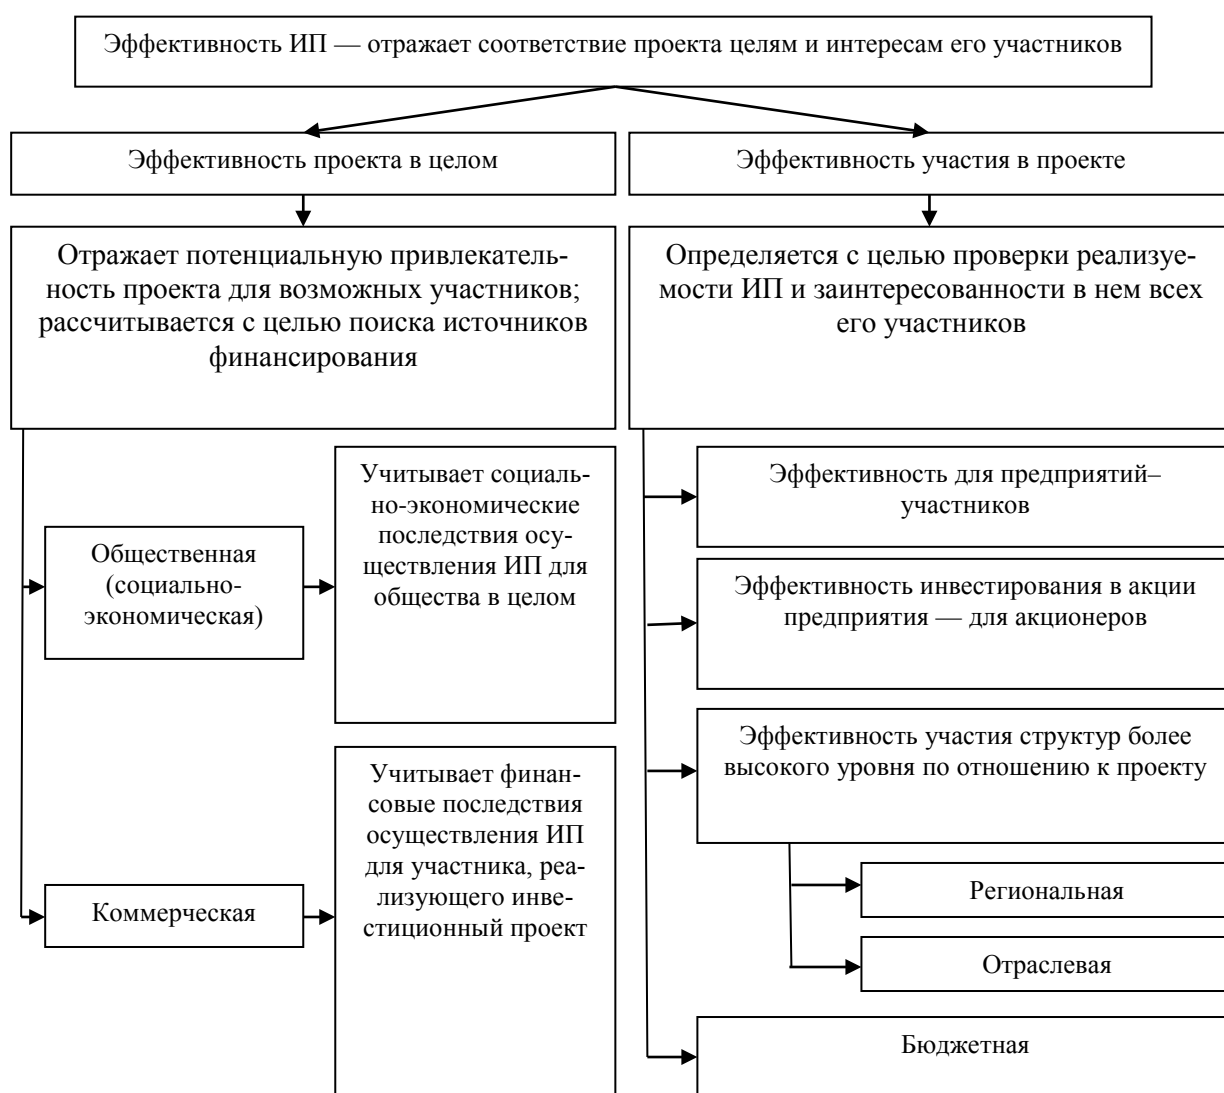 Эффективность ИП — отражает соответствие проекта целям и интересам его участников
Эффективность проекта в целом
Эффективность участия в проекте
Отражает потенциальную привлекатель-
ность проекта для возможных участников;
рассчитывается с целью поиска источников
финансирования
Определяется с целью проверки реализуе-
мости ИП и заинтересованности в нем всех
его участников
Общественная
(социально-
экономическая)
Учитывает социаль-
но-экономические
последствия осу-
ществления ИП для
общества в целом
Коммерческая
Учитывает финан-
совые последствия
осуществления ИП
для участника, реа-
лизующего инве-
стиционный проект
Эффективность для предприятий–
участников
Эффективность инвестирования в акции
предприятия — для акционеров
Эффективность участия структур более
высокого уровня по отношению к проекту
Региональная
Отраслевая
Бюджетная